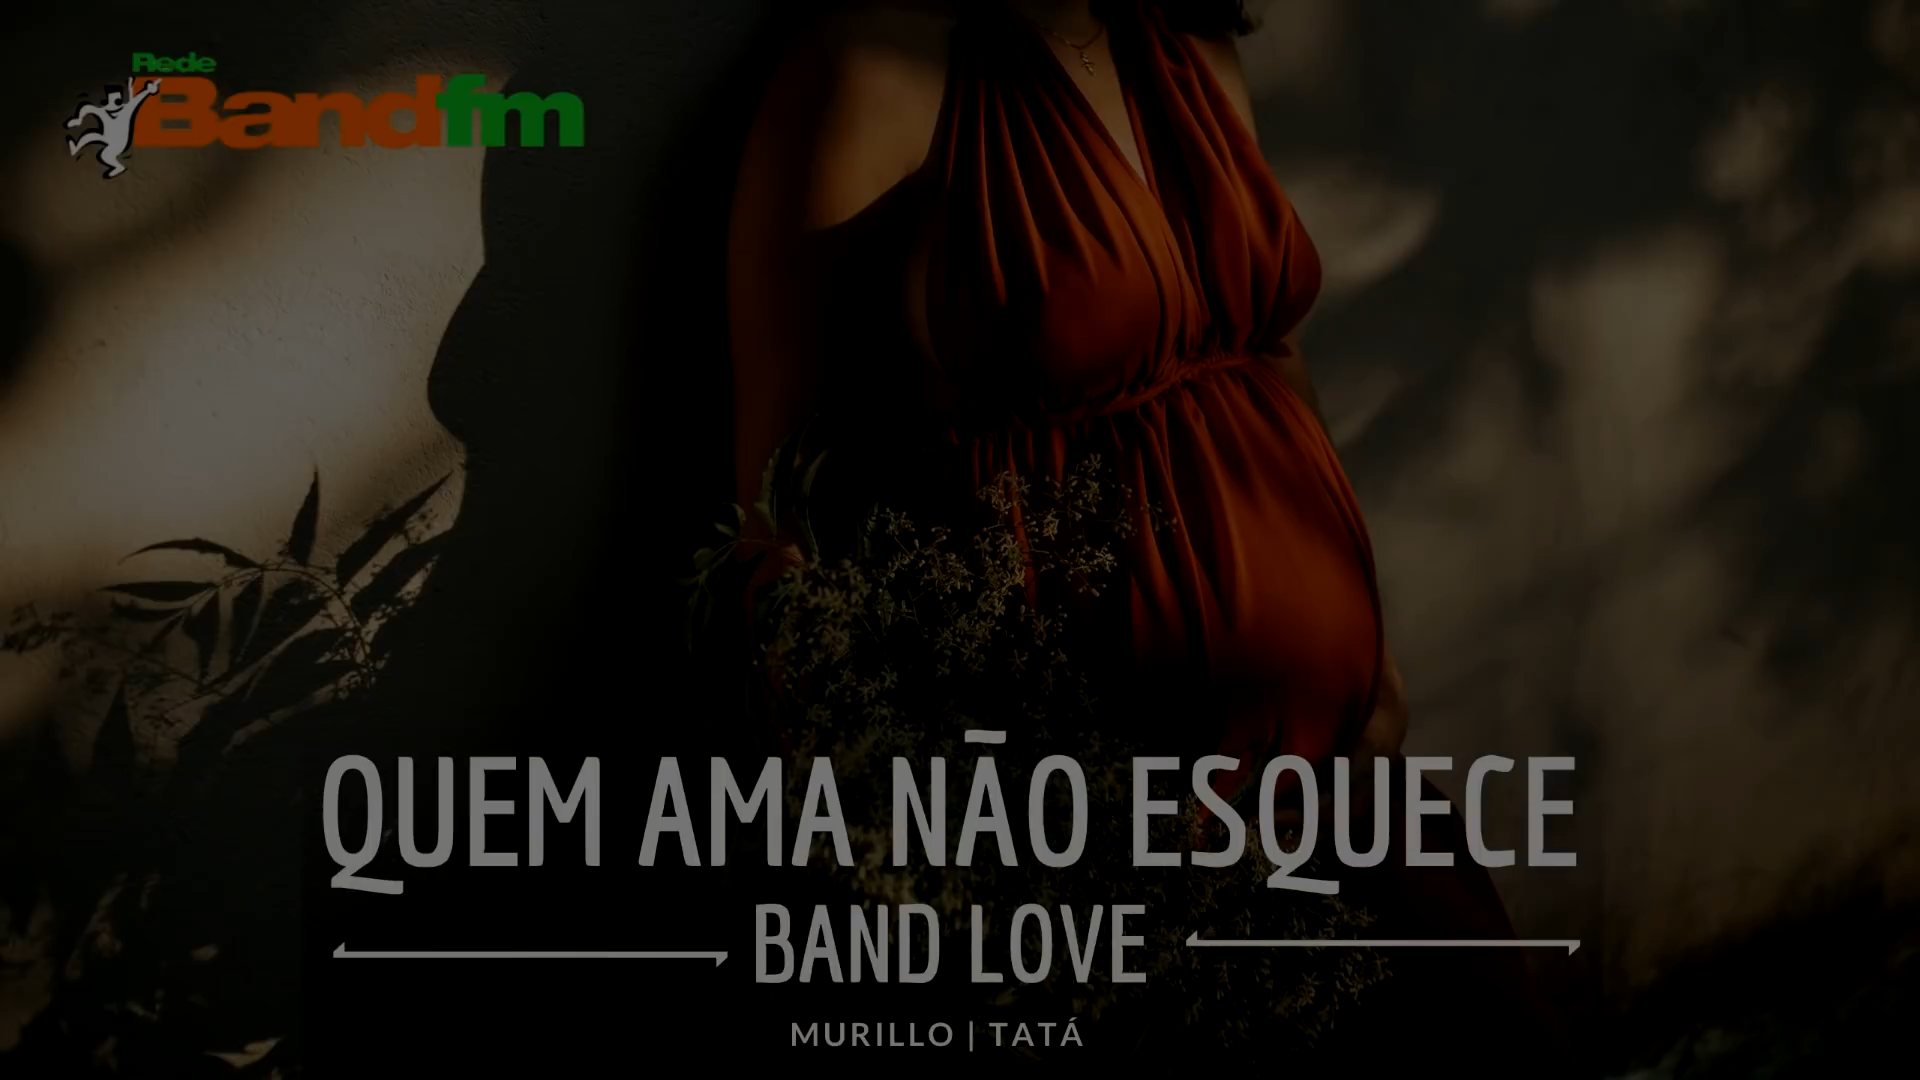 Rede
Bandfm
QUEM AMA NÃO ESQUECE
BAND LOVE
MURILLO | TATÁ